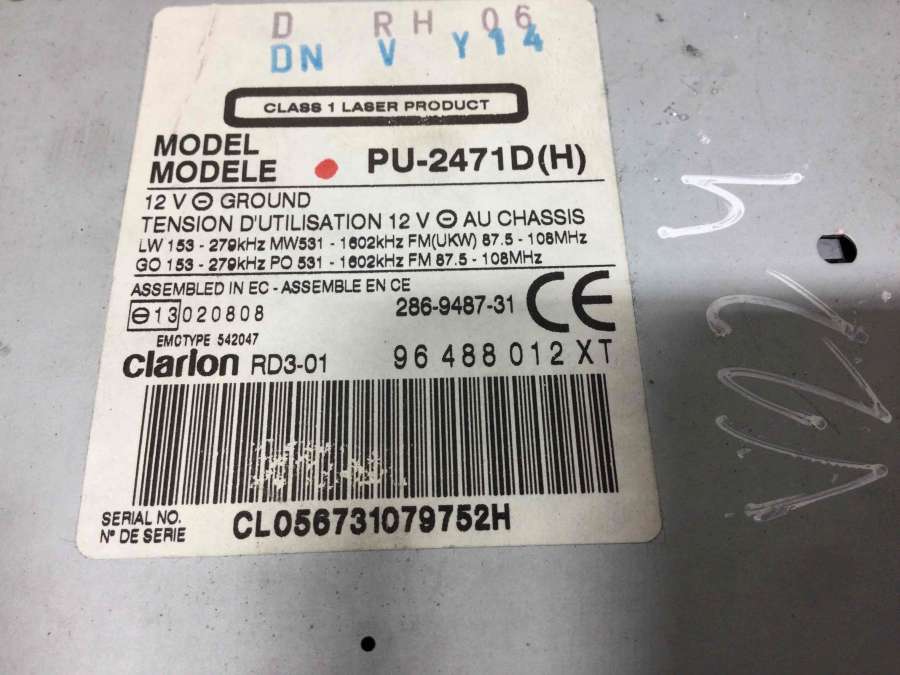 D RH 06
DN V Y14
CLASS 1 LASER PRODUCT
MODEL
MODELE PU-2471D(H)
12 V ⊖ GROUND
TENSION D'UTILISATION 12 V ⊖ AU CHASSIS
LW 153 - 279kHz MW531 - 1602kHz FM(UKW) 87.5 - 108MHz
GO 153 - 279kHz PO 531 - 1602kHz FM 87.5 - 108MHz
ASSEMBLED IN EC - ASSEMBLE EN CE
286-9487-31 CE
⊖13 020808
EMCTYPE 542047
clarion RD3-01 96 488 012 XT
SERIAL NO.
N° DE SERIE CL056731079752H